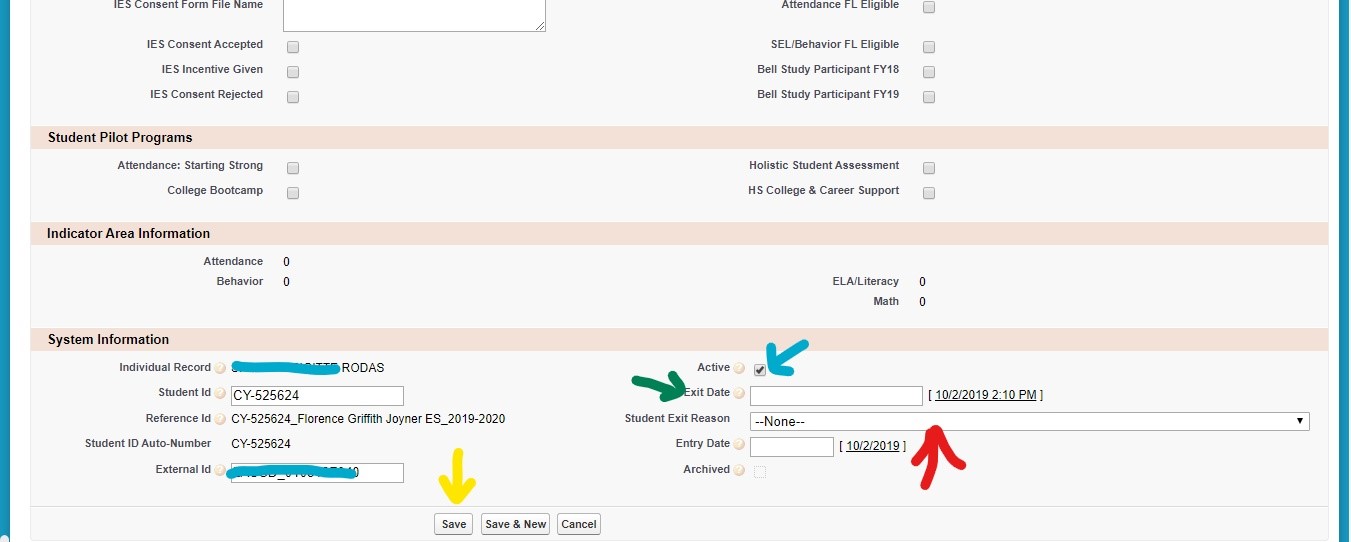 IES Consent Form File Name
Attendance FL Eligible
IES Consent Accepted
SEL/Behavior FL Eligible
IES Incentive Given
Bell Study Participant FY18
IES Consent Rejected
Bell Study Participant FY19
Student Pilot Programs
Attendance: Starting Strong
Holistic Student Assessment
College Bootcamp
HS College & Career Support
Indicator Area Information
Attendance 0
Behavior 0
ELA/Literacy 0
Math 0
System Information
Individual Record ? RODAS
Active ?
Student Id ? CY-525624
Exit Date ? [ 10/2/2019 2:10 PM ]
Reference Id ? CY-525624_Florence Griffith Joyner ES_2019-2020
Student Exit Reason --None--
Student ID Auto-Number CY-525624
Entry Date ? [ 10/2/2019 ]
External Id ?
Archived ?
Save Save & New Cancel